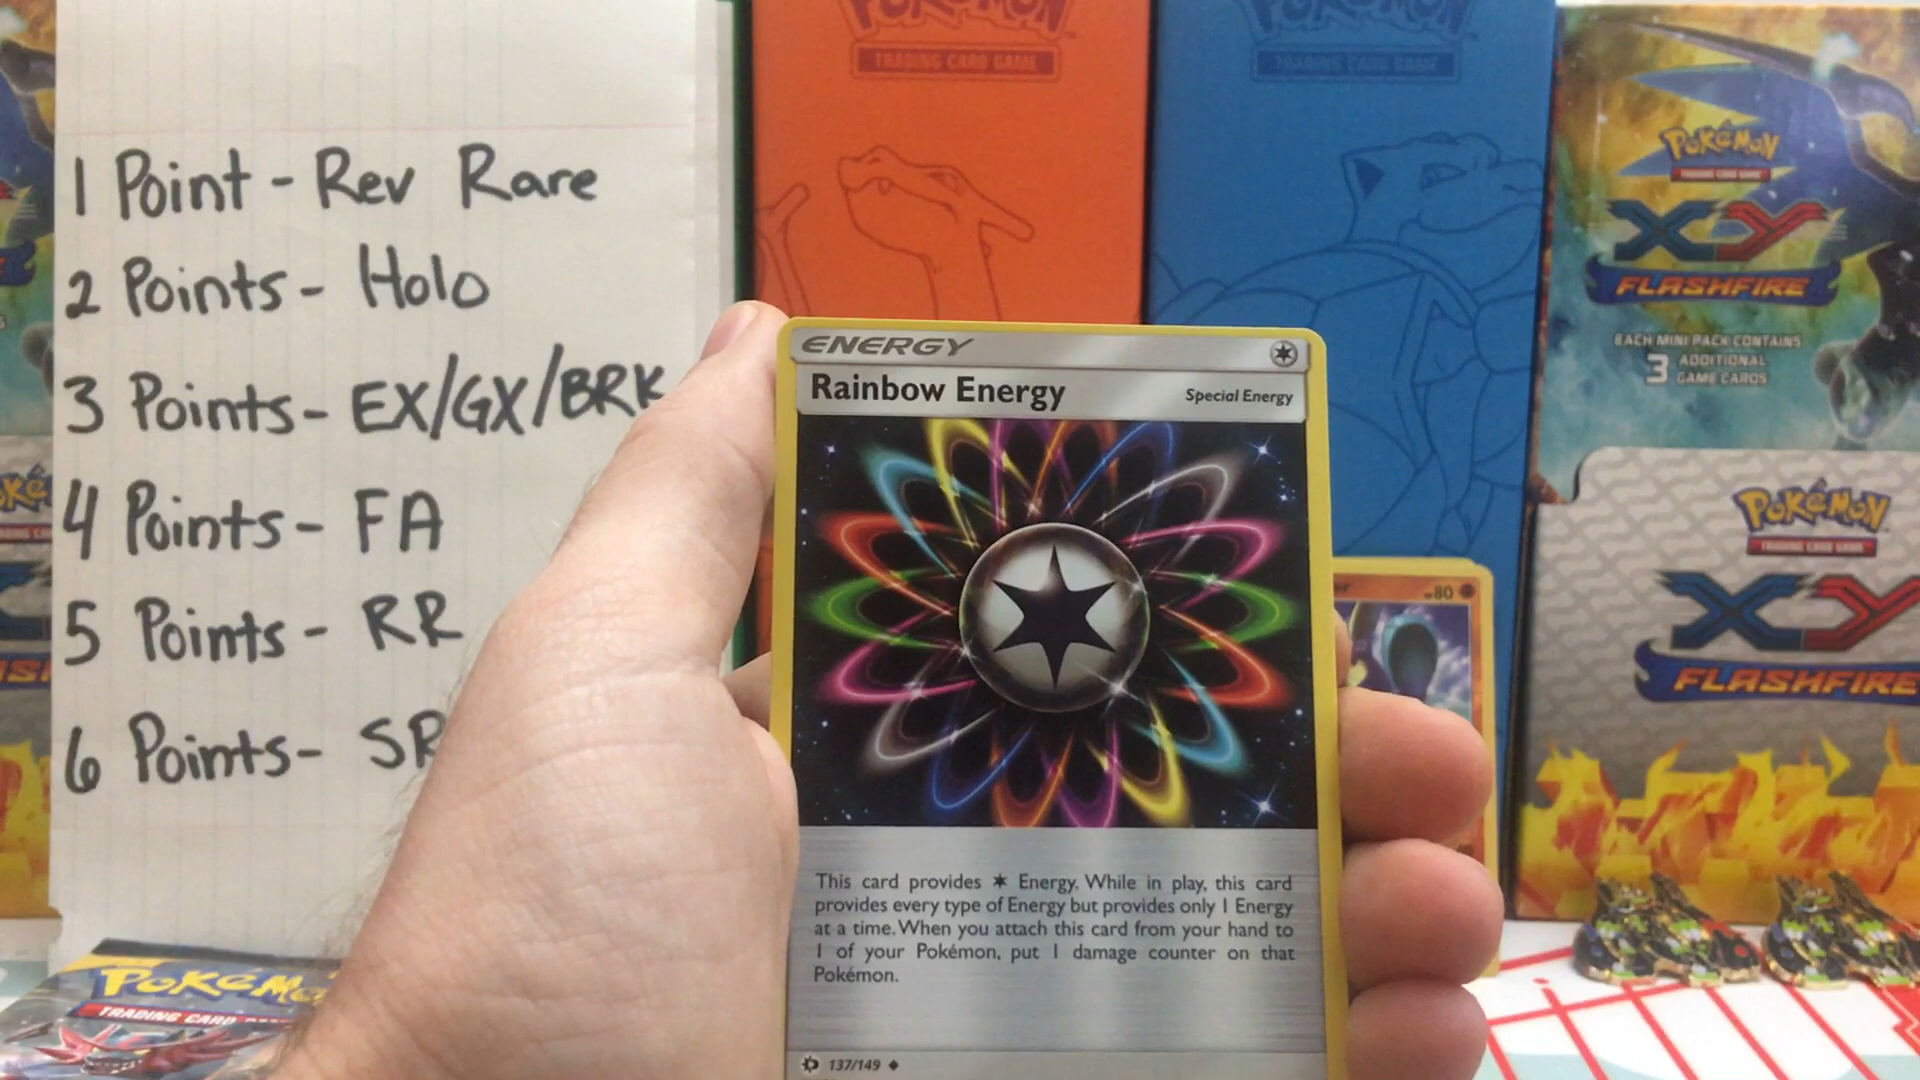 1 Point - Rev Rare
2 Points - Holo
3 Points - EX/GX/BRK
4 Points - FA
5 Points - RR
6 Points - SR
POKÉMON
TRADING CARD GAME
POKÉMON
TRADING CARD GAME
POKÉMON
TRADING CARD GAME
XY
FLASHFIRE
EACH MINI PACK CONTAINS
3 ADDITIONAL
GAME CARDS
POKÉMON
TRADING CARD GAME
XY
FLASHFIRE
ENERGY
Rainbow Energy
Special Energy
This card provides Energy. While in play, this card
provides every type of Energy but provides only 1 Energy
at a time. When you attach this card from your hand to
1 of your Pokémon, put 1 damage counter on that
Pokémon.
137/149
80
POKÉMO
TRADING CARD